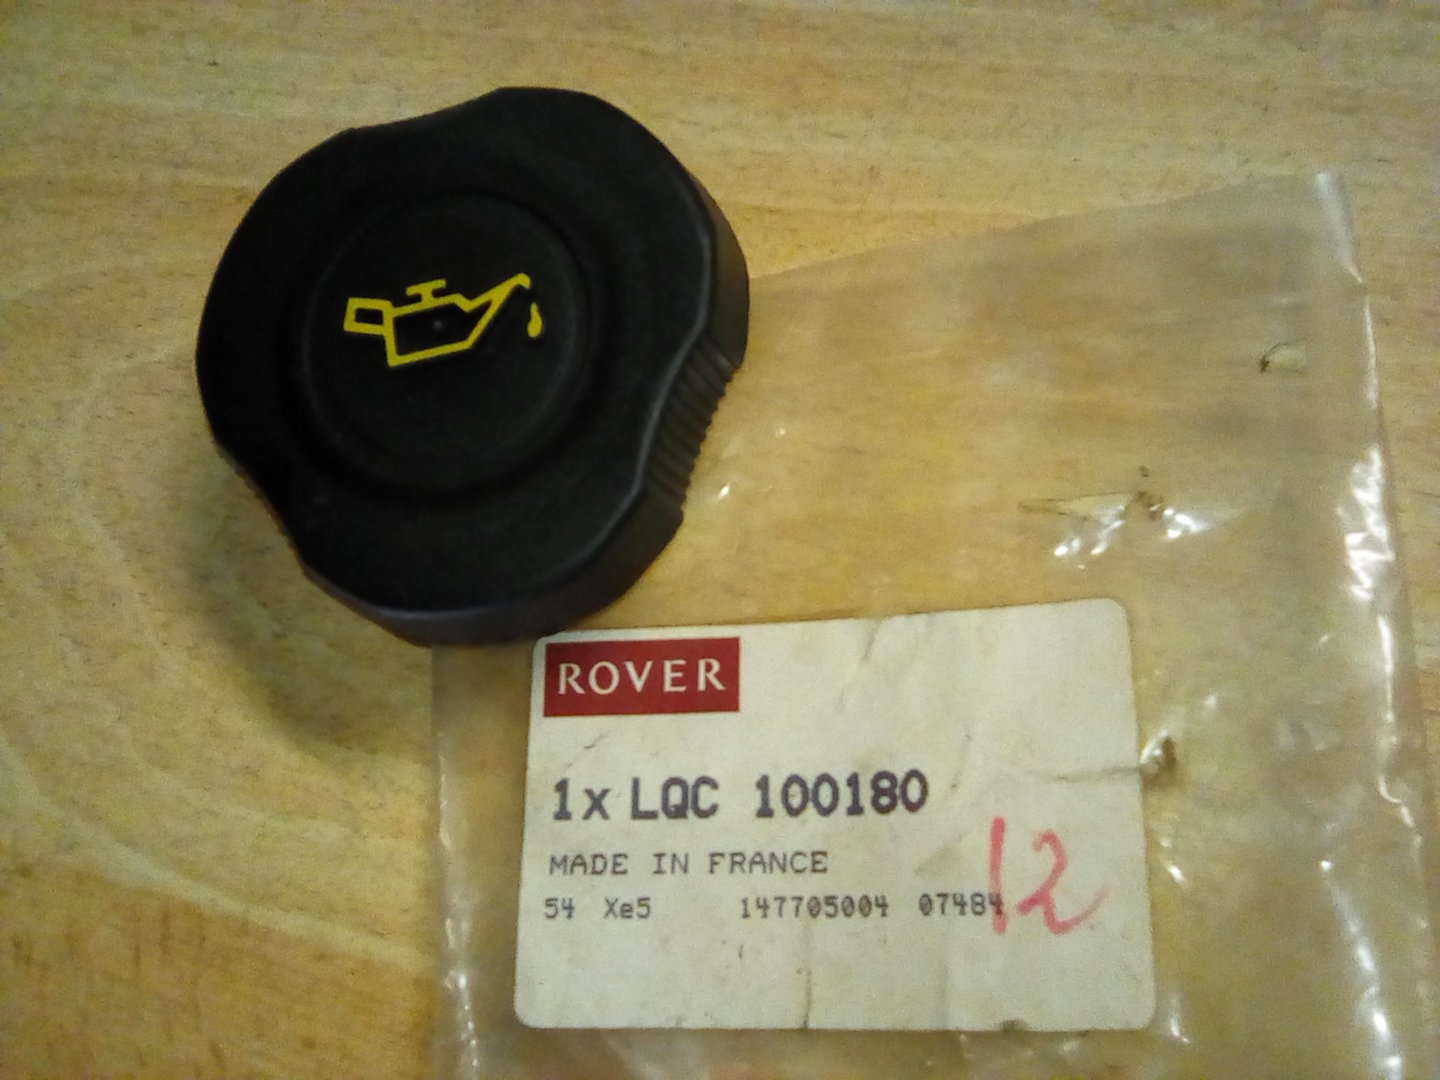 ROVER
1x LQC 100180
MADE IN FRANCE
54 Xe5 147705004 07484
12